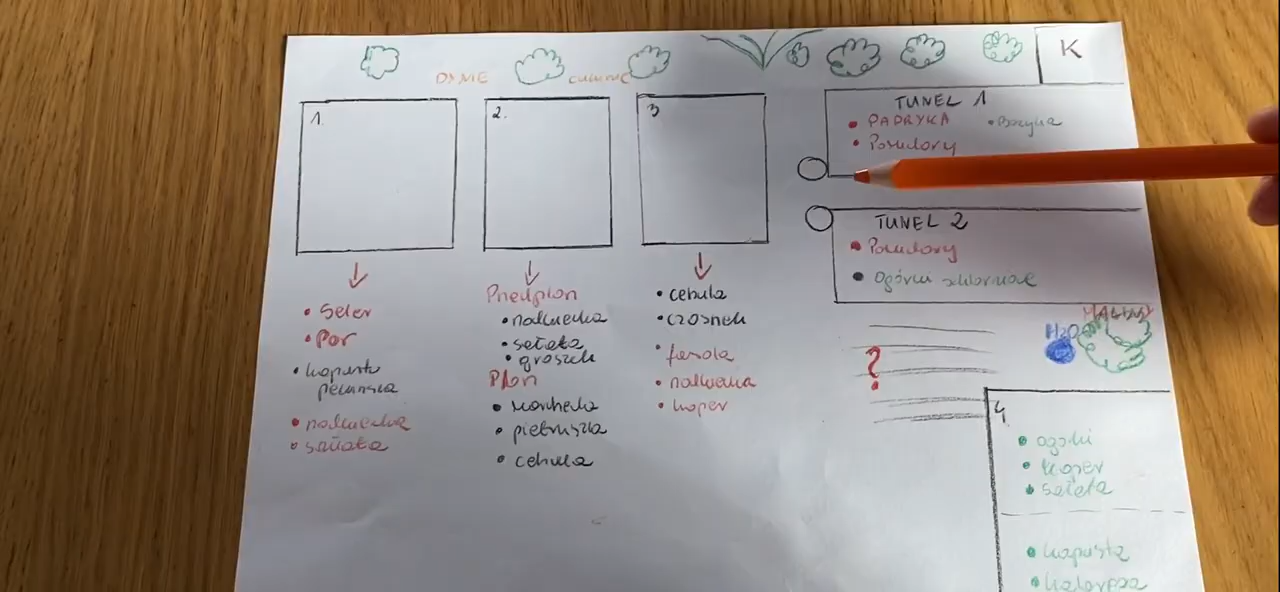 DYNIE
CUKINIE
K
1.
2.
3
TUNEL 1
• PAPRYKA
• Bazylia
• Pomidory
TUNEL 2
• Pomidory
• Ogórki szklarniowe
• Seler
• Por
• kapusta
pekińska
• rzodkiewka
• sałata
Przedplon
• rzodkiewka
• sałata
• groszek
Plon
• Marchewka
• pietruszka
• cebula
• cebula
• czosnek
• fasola
• rzodkiewka
• koper
?
H2O
MALINY
4.
• ogórki
• koper
• sałata
• kapusta
• kalarepa